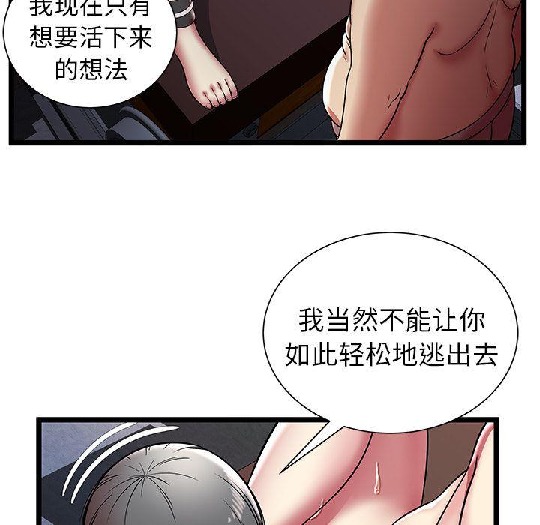 我现在只有
想要活下来
的想法
我当然不能让你
如此轻松地逃出去